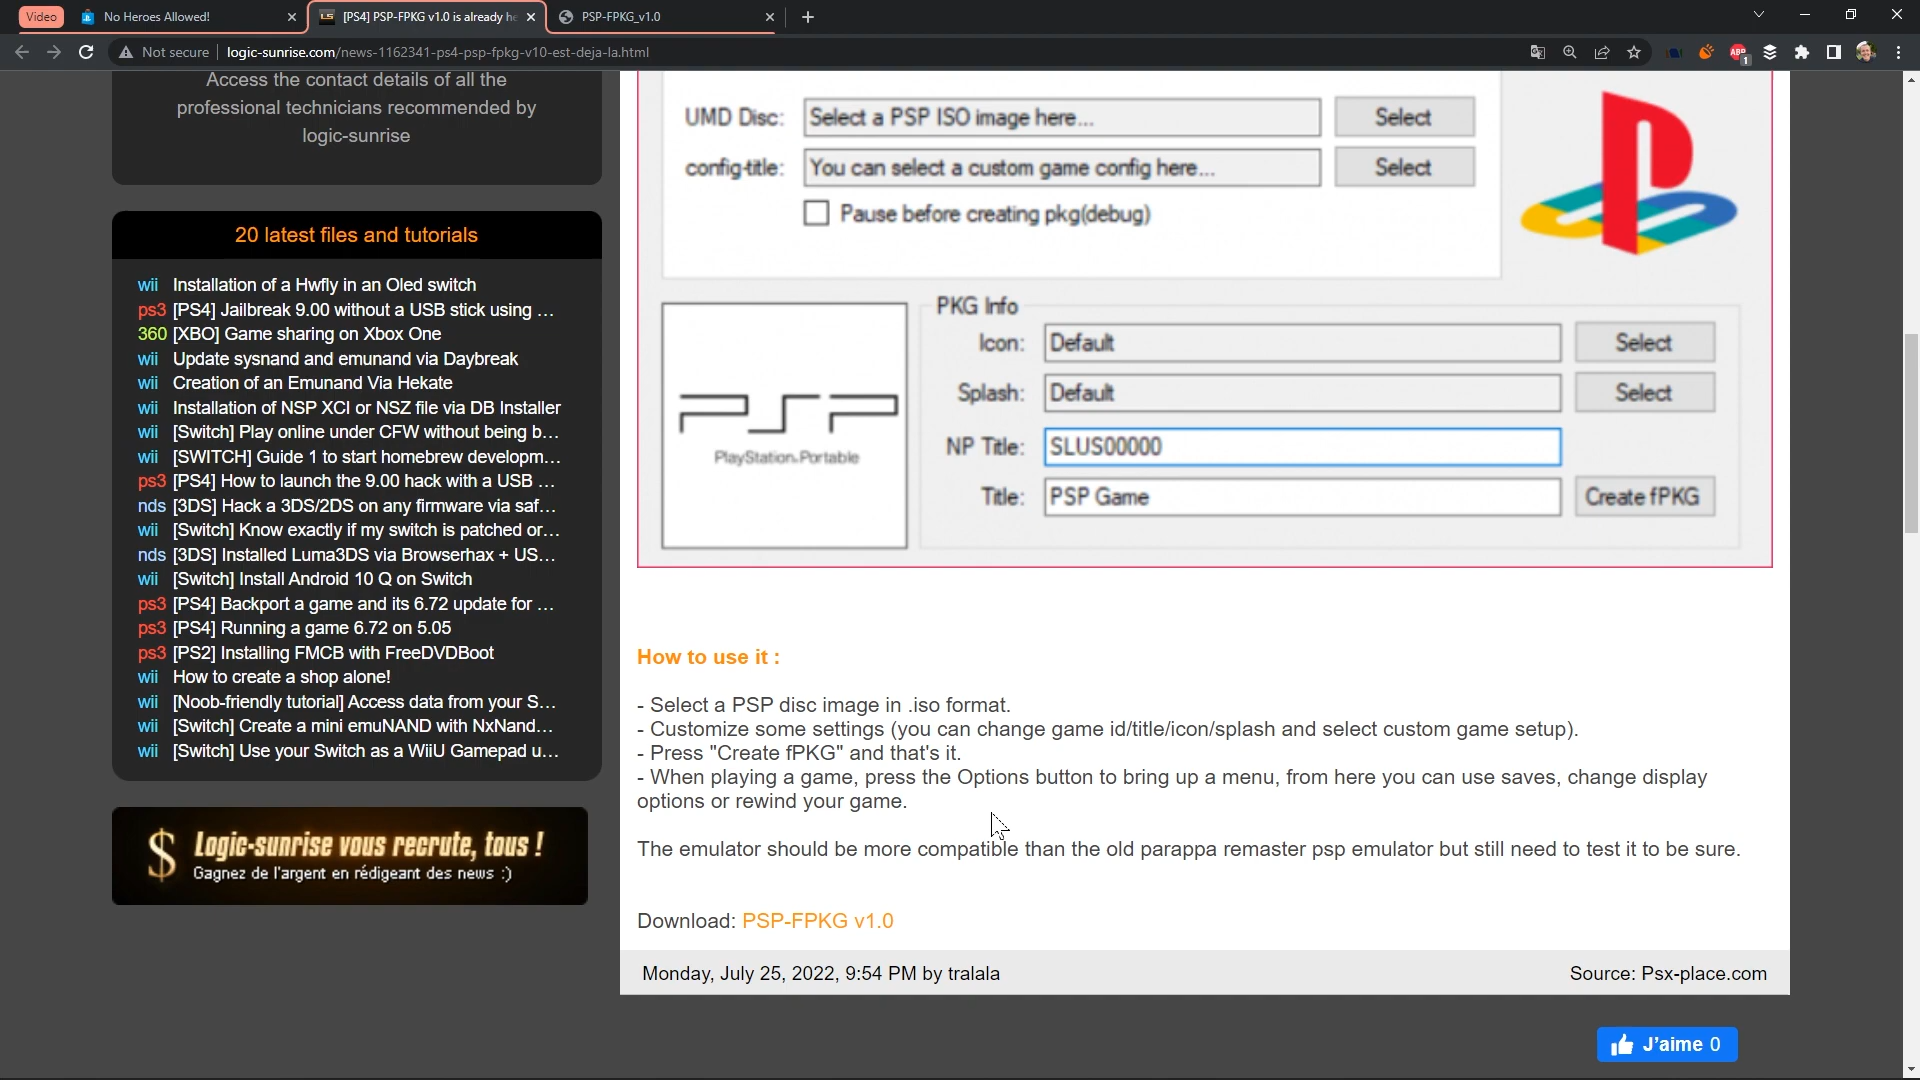 Video
No Heroes Allowed!
[PS4] PSP-FPKG v1.0 is already he
PSP-FPKG_v1.0
Not secure
logic-sunrise.com/news-1162341-ps4-psp-fpkg-v10-est-deja-la.html
ABP
1
Access the contact details of all the
professional technicians recommended by
logic-sunrise
20 latest files and tutorials
wii Installation of a Hwfly in an Oled switch
ps3 [PS4] Jailbreak 9.00 without a USB stick using ...
360 [XBO] Game sharing on Xbox One
wii Update sysnand and emunand via Daybreak
wii Creation of an Emunand Via Hekate
wii Installation of NSP XCI or NSZ file via DB Installer
wii [Switch] Play online under CFW without being b...
wii [SWITCH] Guide 1 to start homebrew developm...
ps3 [PS4] How to launch the 9.00 hack with a USB ...
nds [3DS] Hack a 3DS/2DS on any firmware via saf...
wii [Switch] Know exactly if my switch is patched or...
nds [3DS] Installed Luma3DS via Browserhax + US...
wii [Switch] Install Android 10 Q on Switch
ps3 [PS4] Backport a game and its 6.72 update for ...
ps3 [PS4] Running a game 6.72 on 5.05
ps3 [PS2] Installing FMCB with FreeDVDBoot
wii How to create a shop alone!
wii [Noob-friendly tutorial] Access data from your S...
wii [Switch] Create a mini emuNAND with NxNand...
wii [Switch] Use your Switch as a WiiU Gamepad u...
$ Logic-sunrise vous recrute, tous !
Gagnez de l'argent en rédigeant des news :)
UMD Disc: Select a PSP ISO image here... Select
config-title: You can select a custom game config here... Select
Pause before creating pkg(debug)
PSP
PlayStation Portable
PKG Info
Icon: Default Select
Splash: Default Select
NP Title: SLUS00000
Title: PSP Game Create fPKG
How to use it :
- Select a PSP disc image in .iso format.
- Customize some settings (you can change game id/title/icon/splash and select custom game setup).
- Press "Create fPKG" and that's it.
- When playing a game, press the Options button to bring up a menu, from here you can use saves, change display
options or rewind your game.
The emulator should be more compatible than the old parappa remaster psp emulator but still need to test it to be sure.
Download: PSP-FPKG v1.0
Monday, July 25, 2022, 9:54 PM by tralala
Source: Psx-place.com
J'aime 0